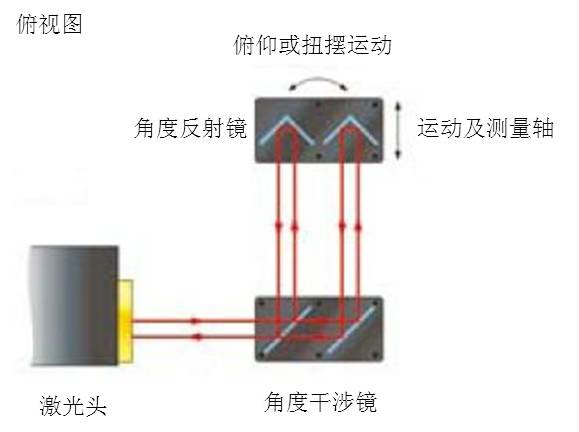 俯视图
俯仰或扭摆运动
角度反射镜
运动及测量轴
激光头
角度干涉镜